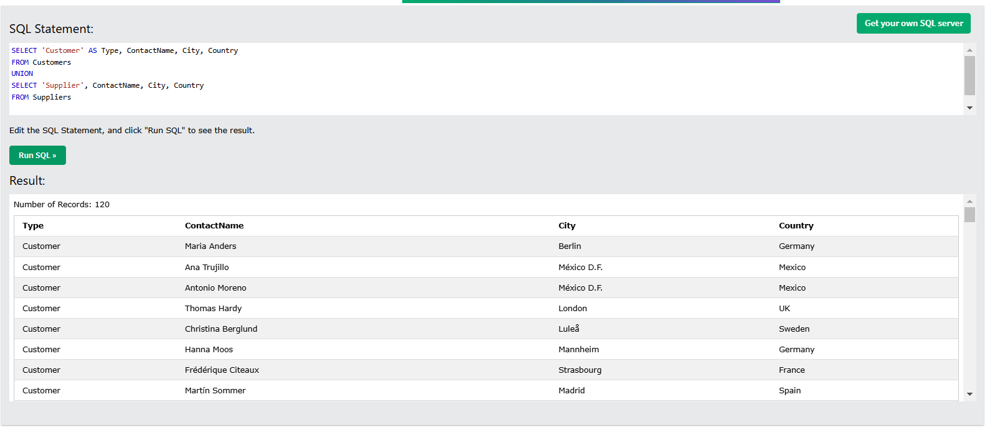 SQL Statement:
Get your own SQL server
SELECT 'Customer' AS Type, ContactName, City, Country
FROM Customers
UNION
SELECT 'Supplier', ContactName, City, Country
FROM Suppliers
Edit the SQL Statement, and click "Run SQL" to see the result.
Run SQL »
Result:
Number of Records: 120
Type ContactName City Country
Customer Maria Anders Berlin Germany
Customer Ana Trujillo México D.F. Mexico
Customer Antonio Moreno México D.F. Mexico
Customer Thomas Hardy London UK
Customer Christina Berglund Luleå Sweden
Customer Hanna Moos Mannheim Germany
Customer Frédérique Citeaux Strasbourg France
Customer Martín Sommer Madrid Spain